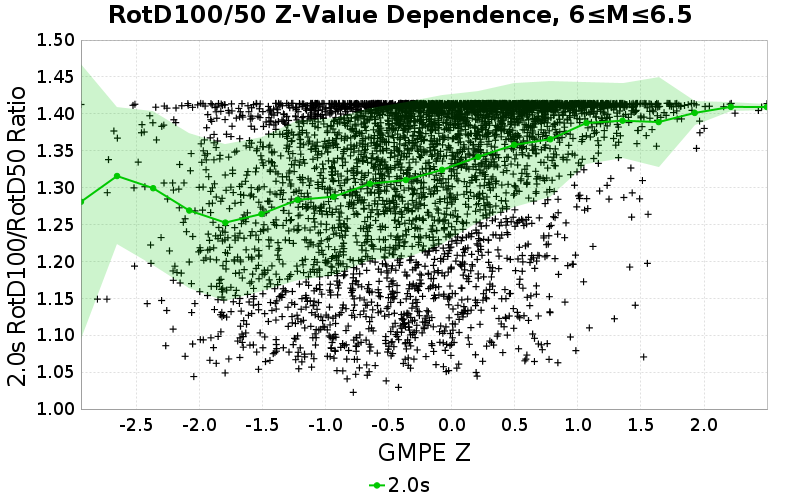 RotD100/50 Z-Value Dependence, 6≤M≤6.5
2.0s RotD100/RotD50 Ratio
1.50
1.45
1.40
1.35
1.30
1.25
1.20
1.15
1.10
1.05
1.00
-2.5 -2.0 -1.5 -1.0 -0.5 0.0 0.5 1.0 1.5 2.0
GMPE Z
2.0s